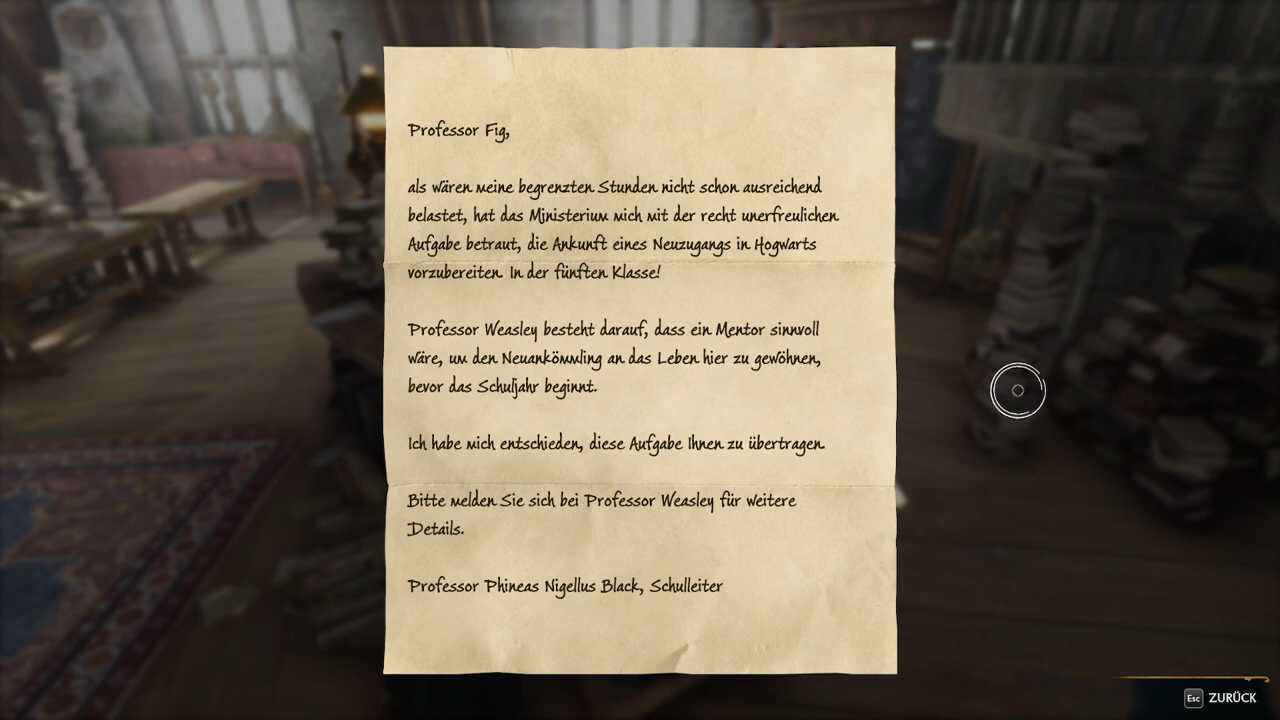 Professor Fig,
als wären meine begrenzten Stunden nicht schon ausreichend
belastet, hat das Ministerium mich mit der recht unerfreulichen
Aufgabe betraut, die Ankunft eines Neuzugangs in Hogwarts
vorzubereiten. In der fünften Klasse!
Professor Weasley besteht darauf, dass ein Mentor sinnvoll
wäre, um den Neuankömmling an das Leben hier zu gewöhnen,
bevor das Schuljahr beginnt.
Ich habe mich entschieden, diese Aufgabe Ihnen zu übertragen.
Bitte melden Sie sich bei Professor Weasley für weitere
Details.
Professor Phineas Nigellus Black, Schulleiter
Esc ZURÜCK